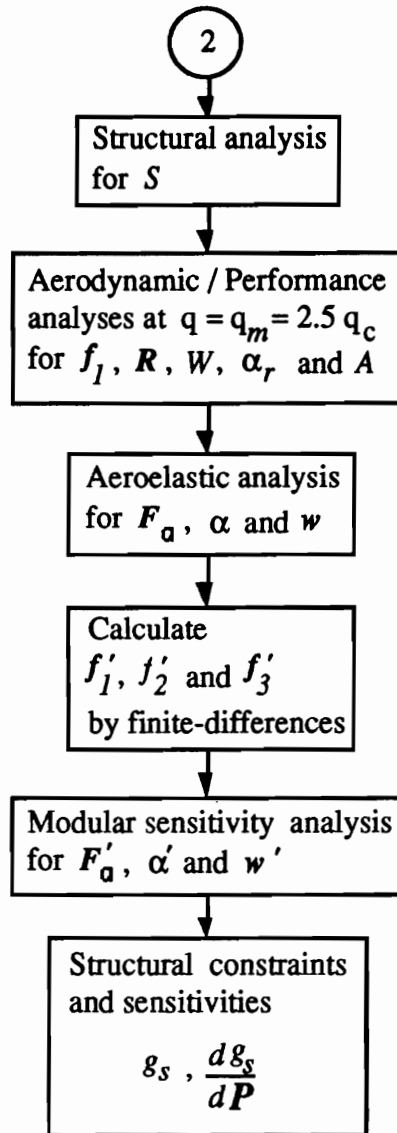 2
Structural analysis
for S
Aerodynamic / Performance
analyses at q = q_m = 2.5 q_c
for f_1, R, W, α_r and A
Aeroelastic analysis
for F_a, α and w
Calculate
f_1', f_2' and f_3'
by finite-differences
Modular sensitivity analysis
for F_a', α' and w'
Structural constraints
and sensitivities
g_s , dg_s/dP